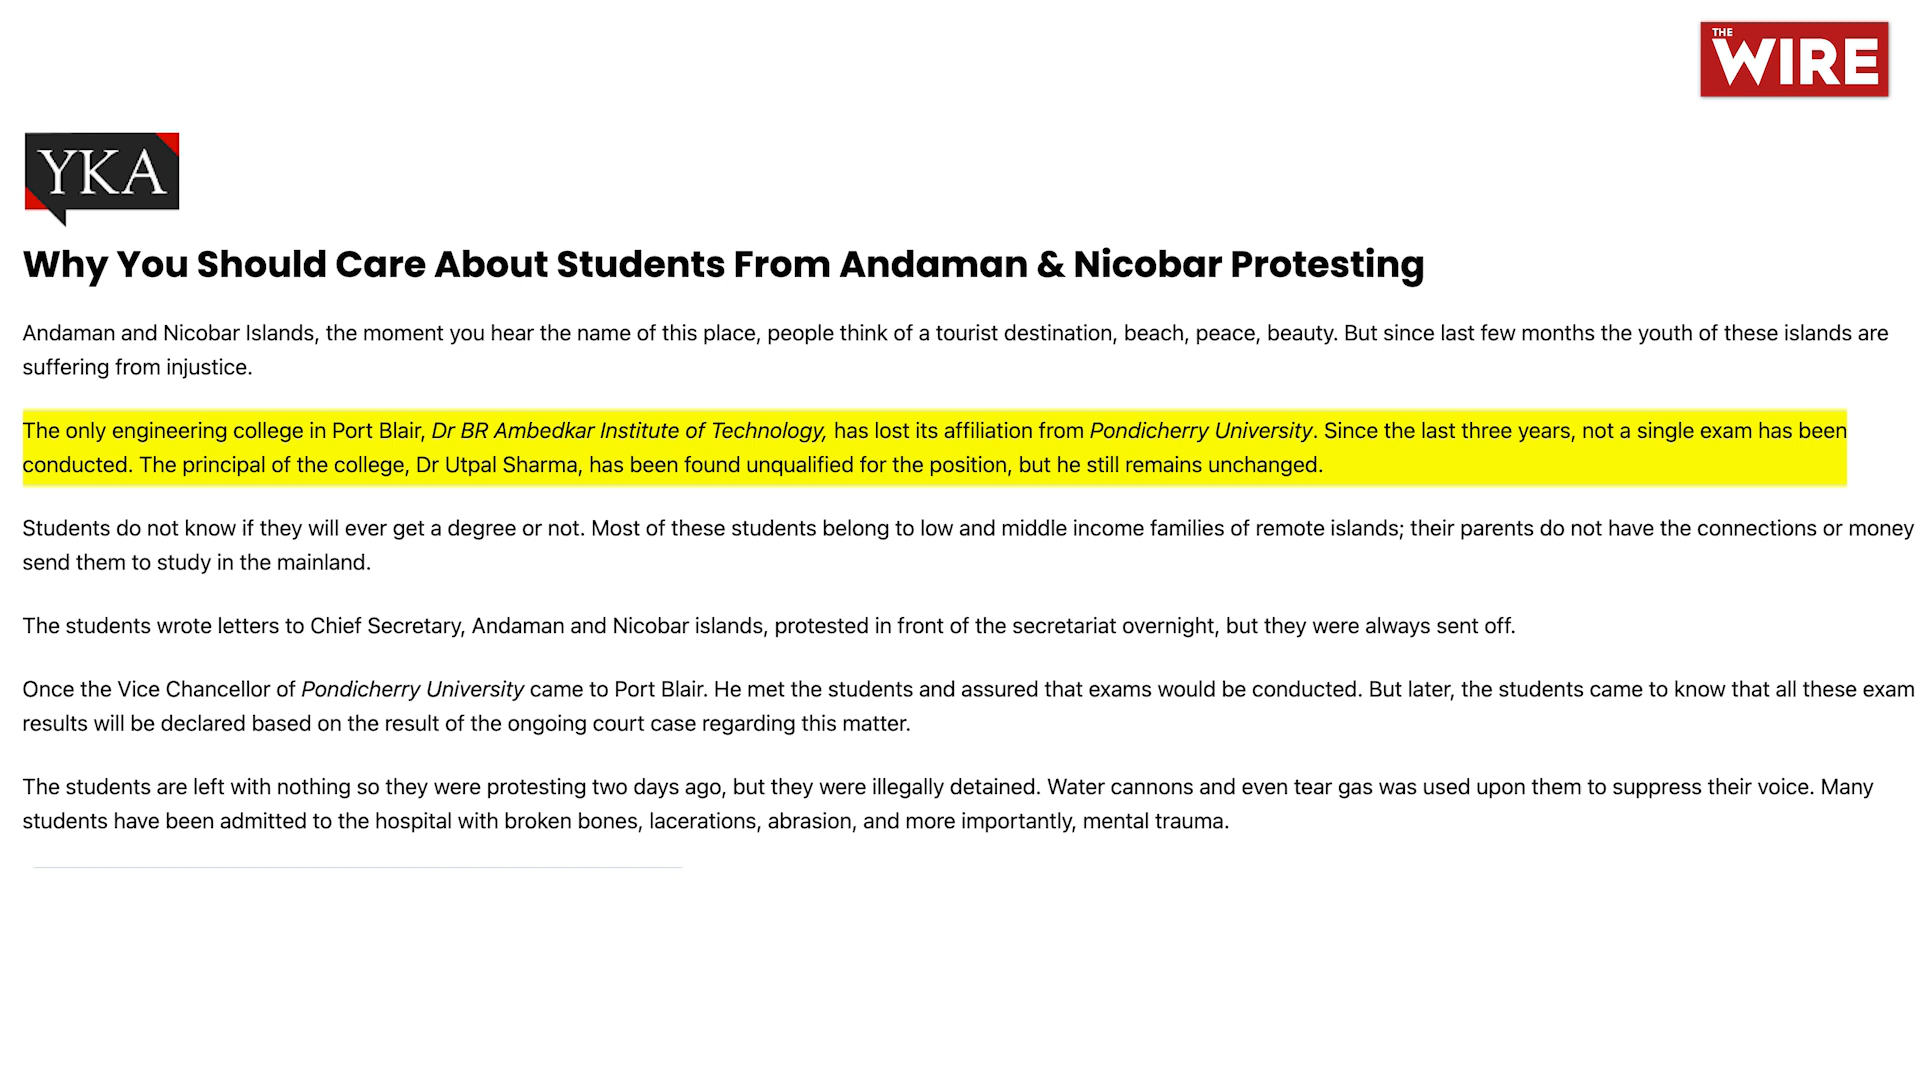 THE
WIRE
YKA
Why You Should Care About Students From Andaman & Nicobar Protesting
Andaman and Nicobar Islands, the moment you hear the name of this place, people think of a tourist destination, beach, peace, beauty. But since last few months the youth of these islands are
suffering from injustice.
The only engineering college in Port Blair, Dr BR Ambedkar Institute of Technology, has lost its affiliation from Pondicherry University. Since the last three years, not a single exam has been
conducted. The principal of the college, Dr Utpal Sharma, has been found unqualified for the position, but he still remains unchanged.
Students do not know if they will ever get a degree or not. Most of these students belong to low and middle income families of remote islands; their parents do not have the connections or money
send them to study in the mainland.
The students wrote letters to Chief Secretary, Andaman and Nicobar islands, protested in front of the secretariat overnight, but they were always sent off.
Once the Vice Chancellor of Pondicherry University came to Port Blair. He met the students and assured that exams would be conducted. But later, the students came to know that all these exam
results will be declared based on the result of the ongoing court case regarding this matter.
The students are left with nothing so they were protesting two days ago, but they were illegally detained. Water cannons and even tear gas was used upon them to suppress their voice. Many
students have been admitted to the hospital with broken bones, lacerations, abrasion, and more importantly, mental trauma.